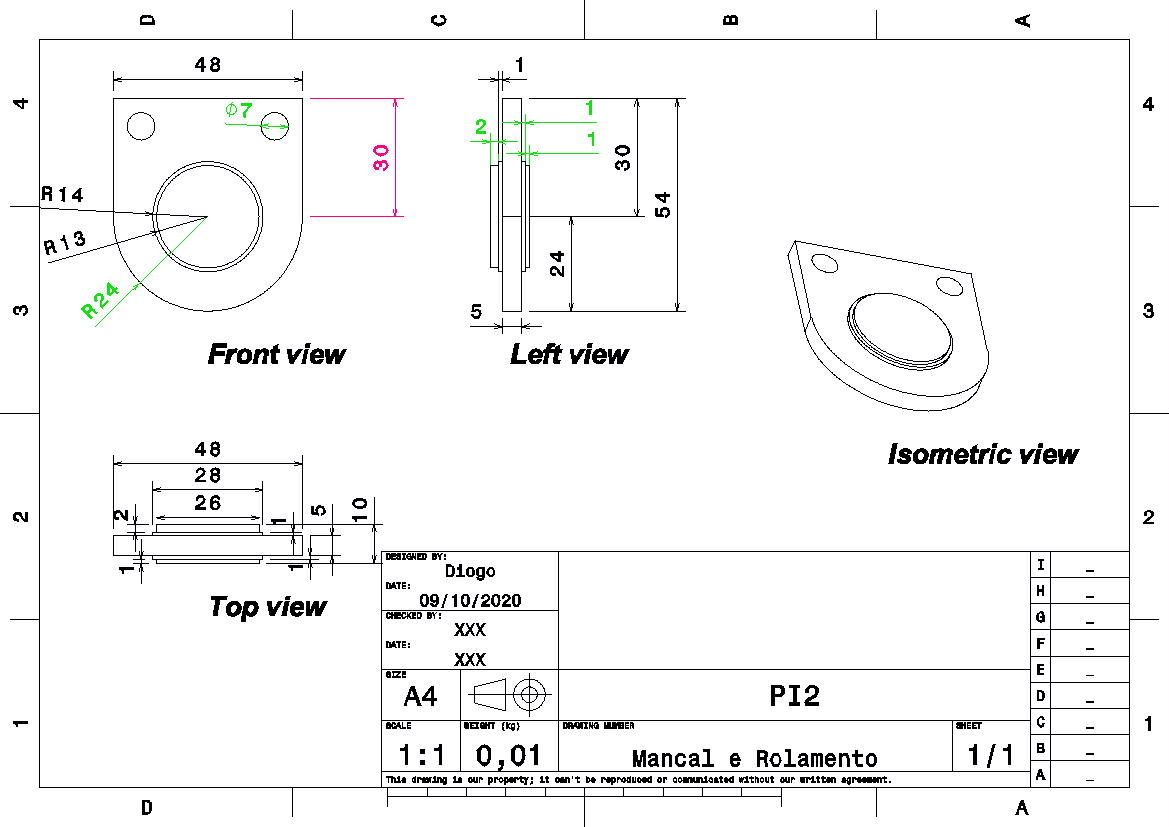 D C B A
48
1
4
4
Φ7
2
1
1
30
30
54
R14
R13
R24
24
5
3
3
Front view
Left view
Isometric view
48
28
26
2
1
5
10
1
1
2
2
Top view
DESIGNED BY:
Diogo
DATE:
09/10/2020
CHECKED BY:
XXX
DATE:
XXX
SIZE
A4
PI2
SCALE
1:1
WEIGHT (kg)
0,01
DRAWING NUMBER
Mancal e Rolamento
SHEET
1/1
This drawing is our property; it can't be reproduced or communicated without our written agreement.
I _
H _
G _
F _
E _
D _
C _
B _
A _
1
1
D A